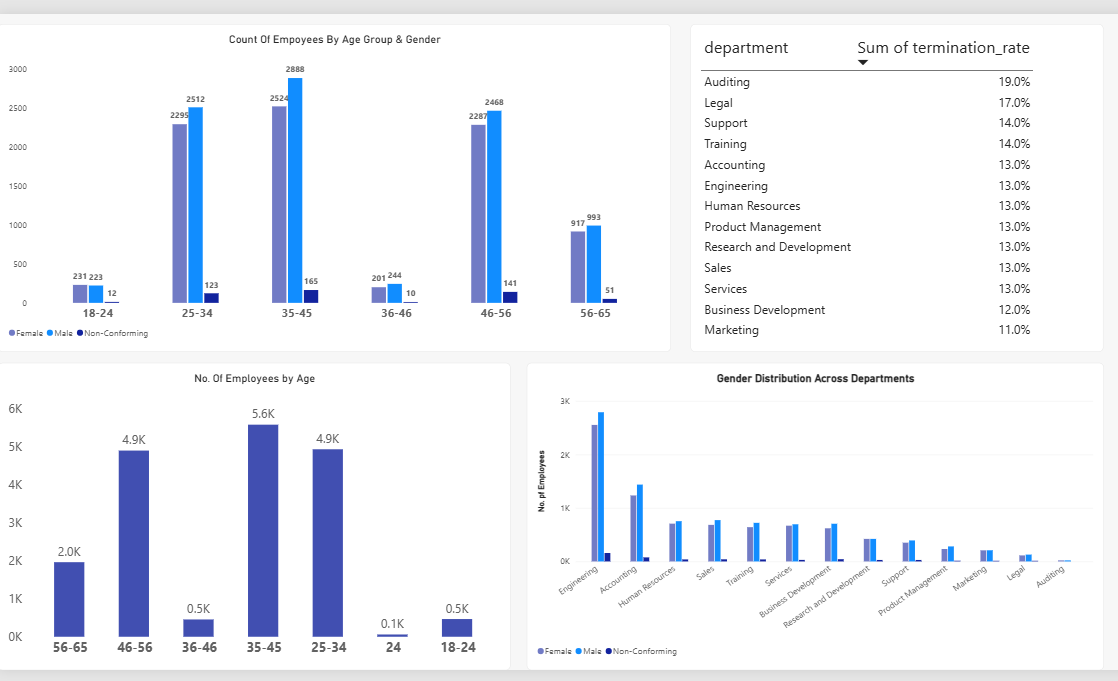 Count Of Empoyees By Age Group & Gender
3000
2500
2000
1500
1000
500
0
231 223 12
2295 2512 123
2524 2888 165
201 244 10
2287 2468 141
917 993 51
18-24 25-34 35-45 36-46 46-56 56-65
Female Male Non-Conforming
department Sum of termination_rate
Auditing 19.0%
Legal 17.0%
Support 14.0%
Training 14.0%
Accounting 13.0%
Engineering 13.0%
Human Resources 13.0%
Product Management 13.0%
Research and Development 13.0%
Sales 13.0%
Services 13.0%
Business Development 12.0%
Marketing 11.0%
No. Of Employees by Age
6K
5K
4K
3K
2K
1K
0K
2.0K 4.9K 0.5K 5.6K 4.9K 0.1K 0.5K
56-65 46-56 36-46 35-45 25-34 24 18-24
Gender Distribution Across Departments
No. pf Employees
3K
2K
1K
0K
Engineering
Accounting
Human Resources
Sales
Training
Services
Business Development
Research and Development
Support
Product Management
Marketing
Legal
Auditing
Female Male Non-Conforming